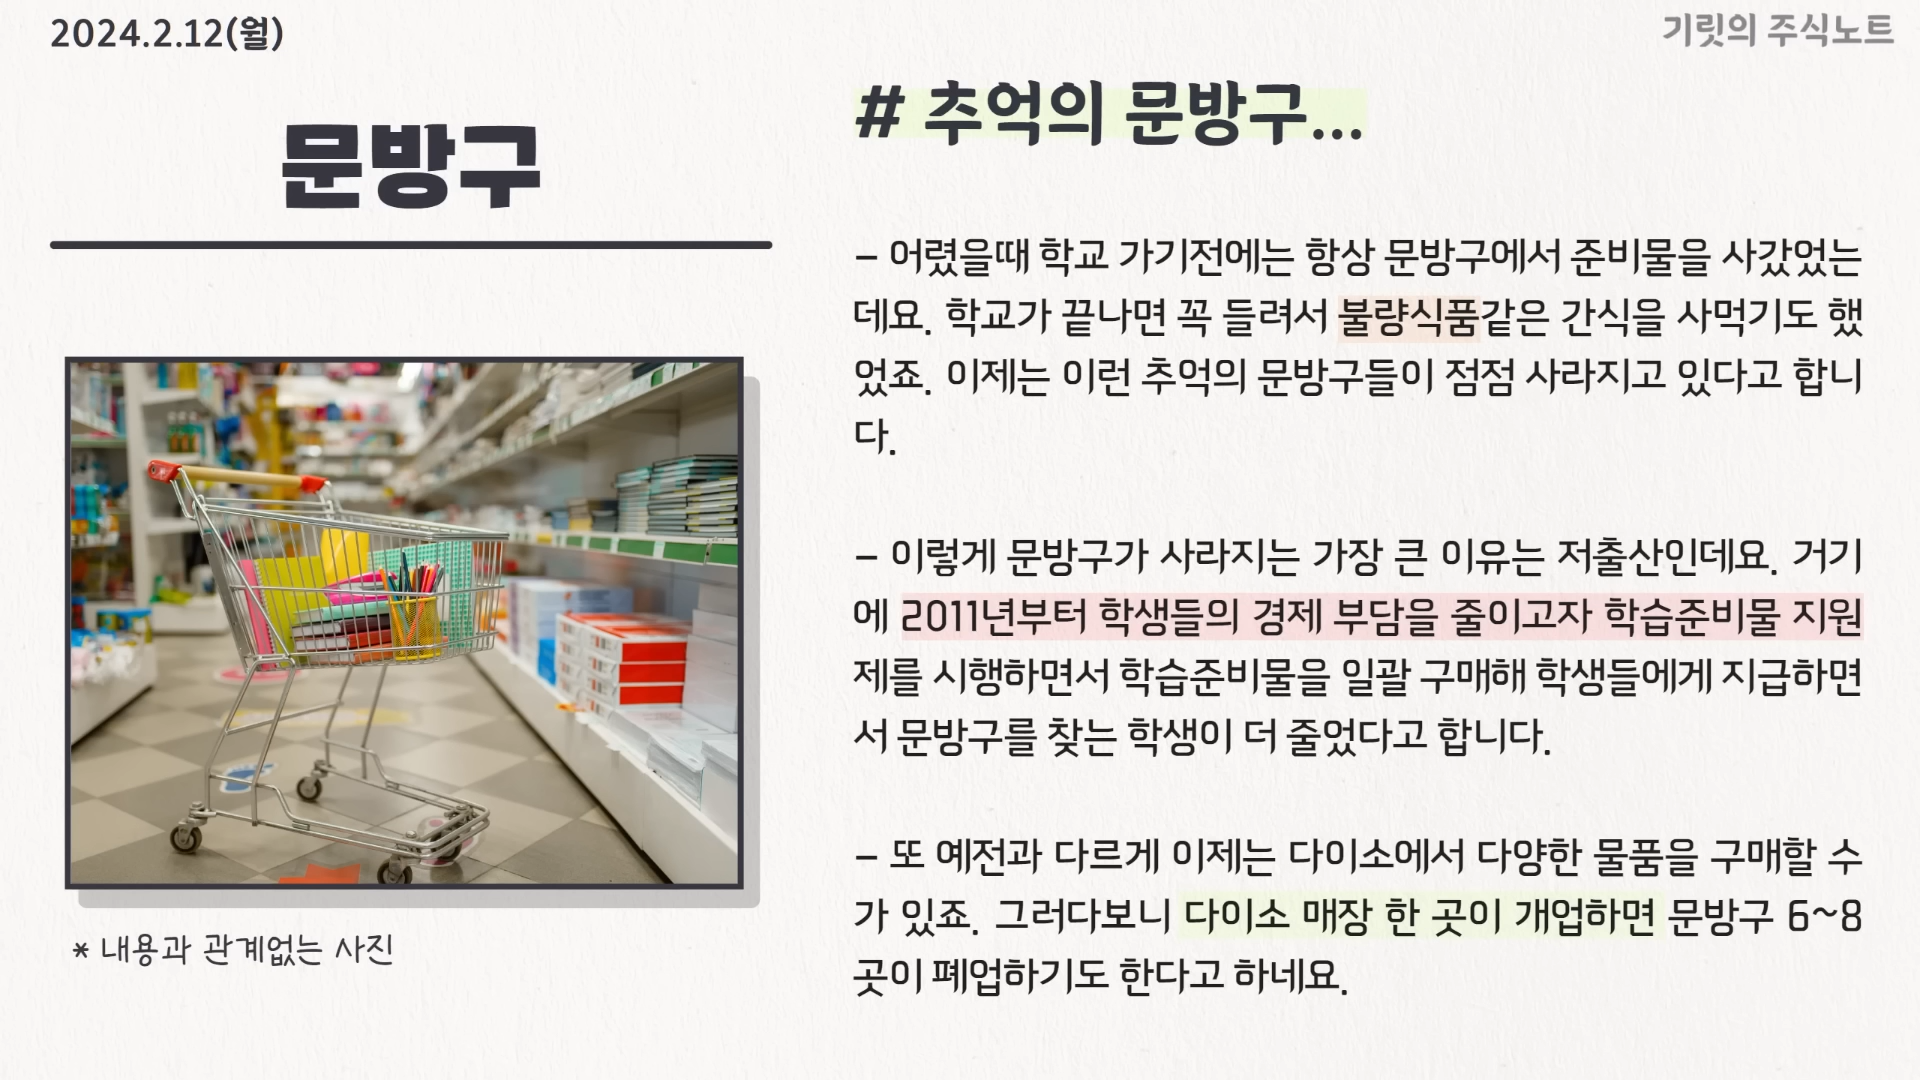 2024.2.12(월)
기릿의 주식노트
문방구
* 내용과 관계없는 사진
# 추억의 문방구...
- 어렸을때 학교 가기전에는 항상 문방구에서 준비물을 사갔었는
데요. 학교가 끝나면 꼭 들려서 불량식품같은 간식을 사먹기도 했
었죠. 이제는 이런 추억의 문방구들이 점점 사라지고 있다고 합니
다.
- 이렇게 문방구가 사라지는 가장 큰 이유는 저출산인데요. 거기
에 2011년부터 학생들의 경제 부담을 줄이고자 학습준비물 지원
제를 시행하면서 학습준비물을 일괄 구매해 학생들에게 지급하면
서 문방구를 찾는 학생이 더 줄었다고 합니다.
- 또 예전과 다르게 이제는 다이소에서 다양한 물품을 구매할 수
가 있죠. 그러다보니 다이소 매장 한 곳이 개업하면 문방구 6~8
곳이 폐업하기도 한다고 하네요.